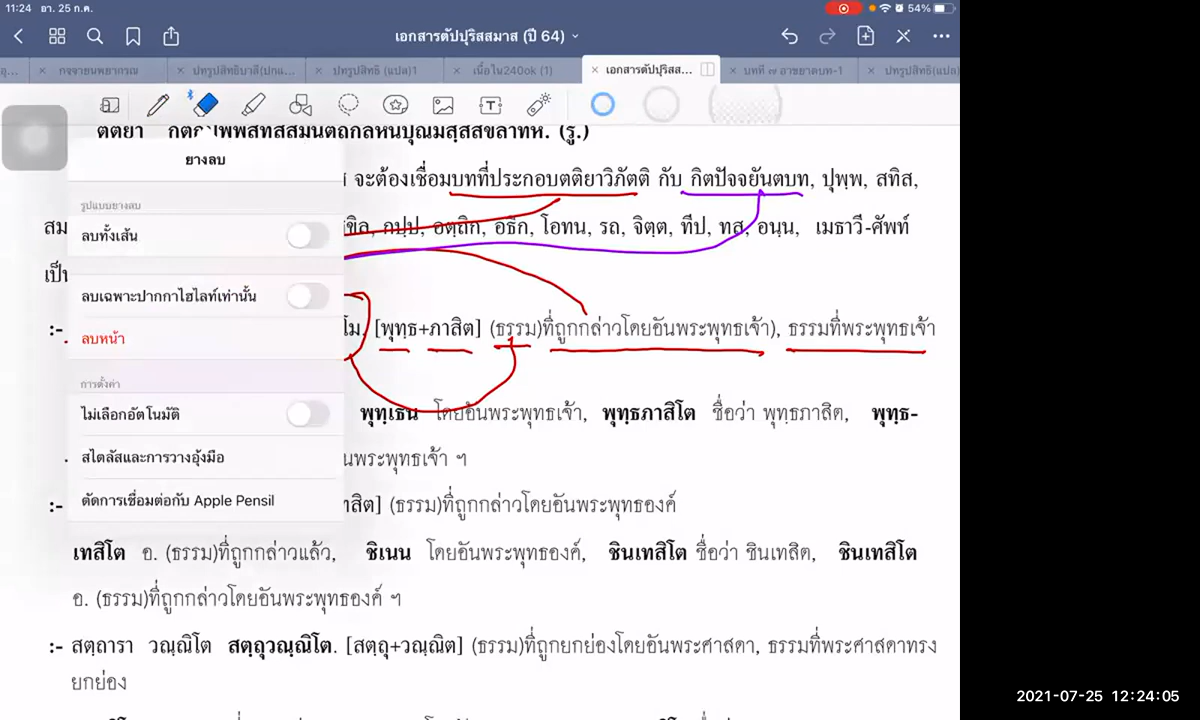 11:24 อา. 25 ก.ค. 54%
เอกสารตัปปุริสสมาส (ปี 64)
กจจายนพยากรณ × ปทรูปสิทธิบาลี(ปกแ... × ปทรูปสิทธิ (แปล)1 × เนื้อใน240ok (1) × เอกสารตัปปุริสส... × บทที่ ๗ อาขยาตบท-1 × ปทรูปสิทธิ(แปล)
ยางลบ
จะต้องเชื่อมบทที่ประกอบตติยาวิภัตติ กับ กิตปัจจยันตบท, ปุพฺพ, สทิส,
รูปแบบยางลบ
ลบทั้งเส้น
สม ขิล, กปฺป, อตฺถิก, อธิก, โอทน, รถ, จิตฺต, ทีป, ทส, อนฺน, เมธาวี-ศัพท์
เป็น
ลบเฉพาะปากกาไฮไลท์เท่านั้น
:- โม. [พุทฺธ+ภาสิต] (ธรรม)ที่ถูกกล่าวโดยอันพระพุทธเจ้า), ธรรมที่พระพุทธเจ้า
ลบหน้า
การตั้งค่า
ไม่เลือกอัตโนมัติ
พุทฺเธน โดยอันพระพุทธเจ้า, พุทฺธภาสิโต ชื่อว่า พุทฺธภาสิต, พุทฺธ-
สไตลัสและการวางอุ้งมือ
นพระพุทธเจ้า ฯ
ตัดการเชื่อมต่อกับ Apple Pensil
:- ทสิต] (ธรรม)ที่ถูกกล่าวโดยอันพระพุทธองค์
เทสิโต อ. (ธรรม)ที่ถูกกล่าวแล้ว, ชิเนน โดยอันพระพุทธองค์, ชินเทสิโต ชื่อว่า ชินเทสิต, ชินเทสิโต
อ. (ธรรม)ที่ถูกกล่าวโดยอันพระพุทธองค์ ฯ
:- สตฺถารา วณฺณิโต สตฺถุวณฺณิโต. [สตฺถุ+วณฺณิต] (ธรรม)ที่ถูกยกย่องโดยอันพระศาสดา, ธรรมที่พระศาสดาทรง
ยกย่อง
2021-07-25 12:24:05